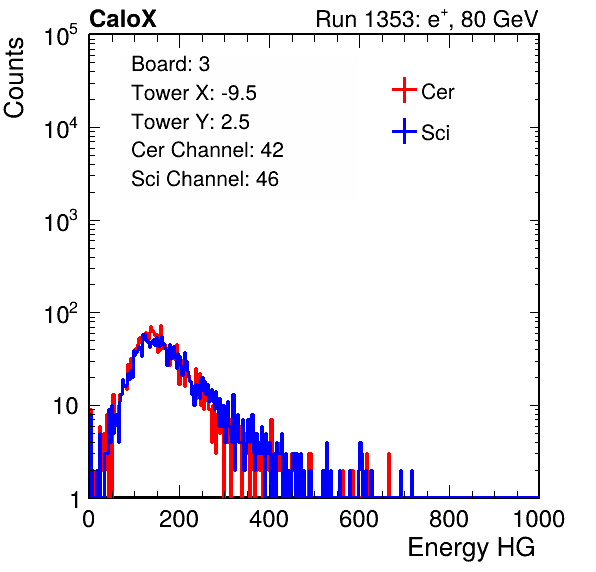 CaloX Run 1353: e⁺, 80 GeV
Counts
Board: 3
Tower X: -9.5
Tower Y: 2.5
Cer Channel: 42
Sci Channel: 46
Cer
Sci
10⁵
10⁴
10³
10²
10
1
0 200 400 600 800 1000
Energy HG